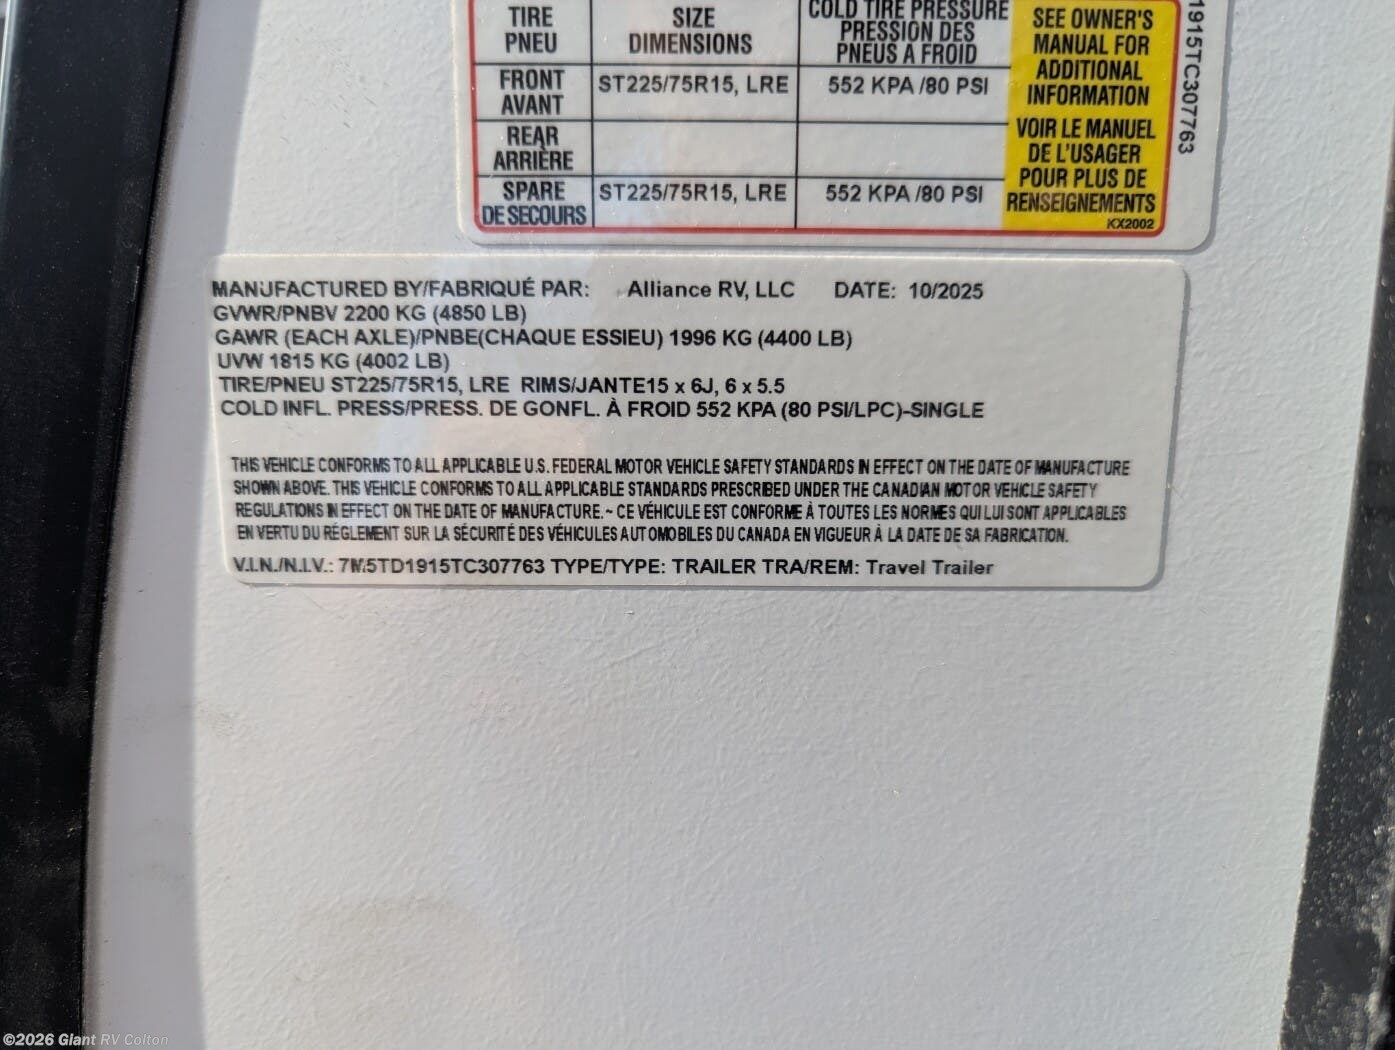 TIRE PNEU
SIZE DIMENSIONS
COLD TIRE PRESSURE PRESSION DES PNEUS A FROID
SEE OWNER'S MANUAL FOR ADDITIONAL INFORMATION
VOIR LE MANUEL DE L'USAGER POUR PLUS DE RENSEIGNEMENTS
KX2002
FRONT AVANT ST225/75R15, LRE 552 KPA /80 PSI
REAR ARRIÈRE
SPARE DE SECOURS ST225/75R15, LRE 552 KPA /80 PSI
1915TC307763
MANUFACTURED BY/FABRIQUÉ PAR: Alliance RV, LLC DATE: 10/2025
GVWR/PNBV 2200 KG (4850 LB)
GAWR (EACH AXLE)/PNBE(CHAQUE ESSIEU) 1996 KG (4400 LB)
UVW 1815 KG (4002 LB)
TIRE/PNEU ST225/75R15, LRE RIMS/JANTE15 x 6J, 6 x 5.5
COLD INFL. PRESS/PRESS. DE GONFL. À FROID 552 KPA (80 PSI/LPC)-SINGLE
THIS VEHICLE CONFORMS TO ALL APPLICABLE U.S. FEDERAL MOTOR VEHICLE SAFETY STANDARDS IN EFFECT ON THE DATE OF MANUFACTURE
SHOWN ABOVE. THIS VEHICLE CONFORMS TO ALL APPLICABLE STANDARDS PRESCRIBED UNDER THE CANADIAN MOTOR VEHICLE SAFETY
REGULATIONS IN EFFECT ON THE DATE OF MANUFACTURE. ~ CE VÉHICULE EST CONFORME À TOUTES LES NORMES QUI LUI SONT APPLICABLES
EN VERTU DU RÉGLEMENT SUR LA SÉCURITÉ DES VÉHICULES AUTOMOBILES DU CANADA EN VIGUEUR À LA DATE DE SA FABRICATION.
V.I.N./N.I.V.: 7M5TD1915TC307763 TYPE/TYPE: TRAILER TRA/REM: Travel Trailer
©2026 Giant RV Colton